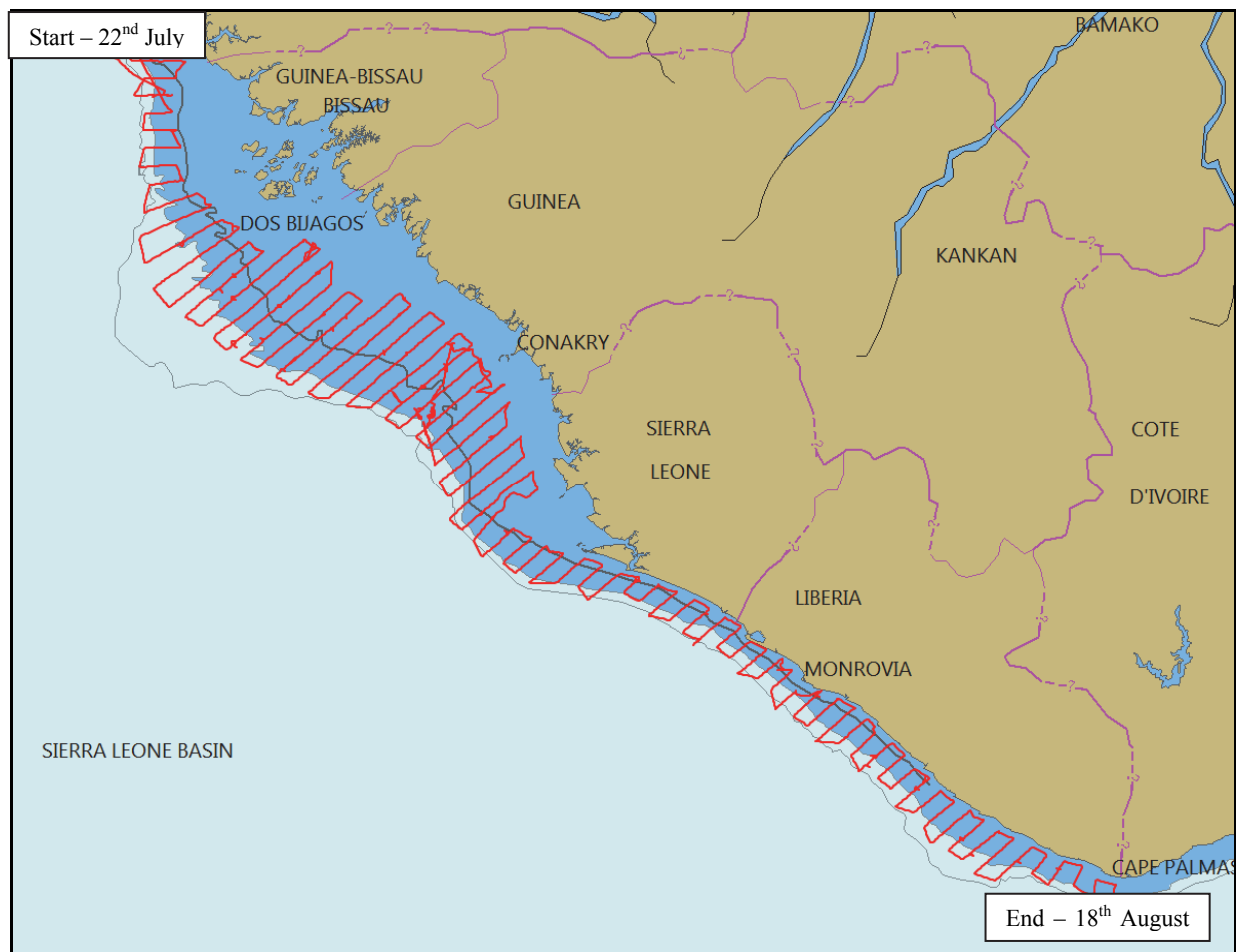 Start – 22nd July
BAMAKO
GUINEA-BISSAU
BISSAU
GUINEA
DOS BIJAGOS
KANKAN
CONAKRY
SIERRA
LEONE
COTE
D'IVOIRE
LIBERIA
MONROVIA
SIERRA LEONE BASIN
CAPE PALMAS
End – 18th August